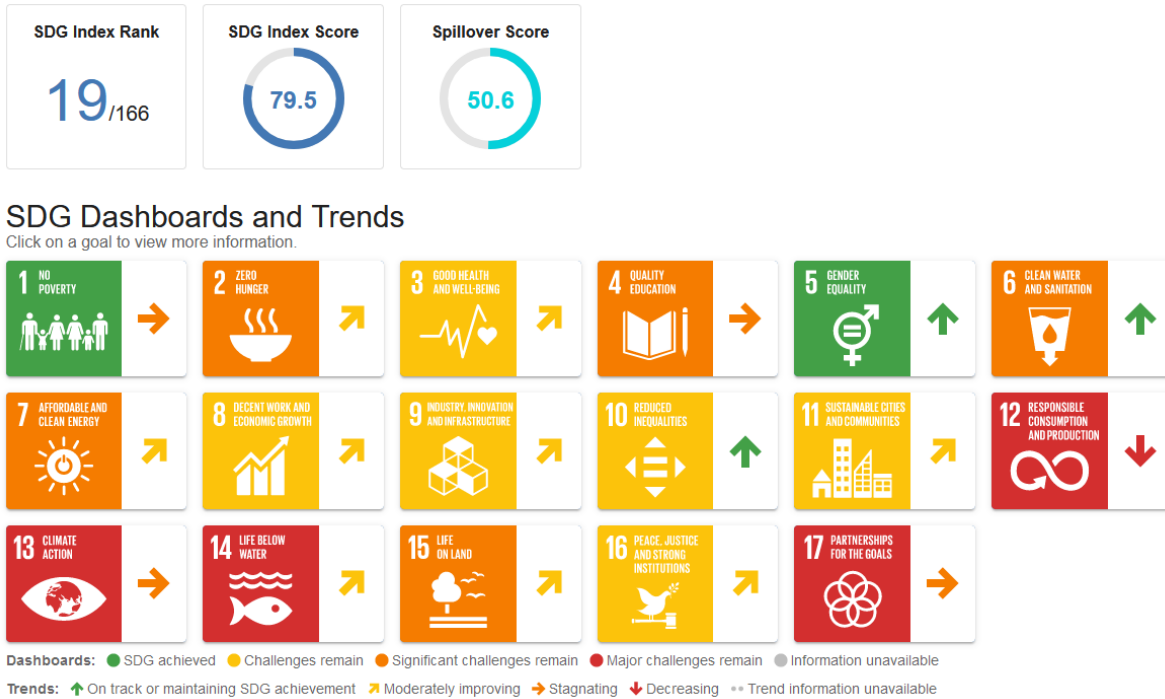 SDG Index Rank
SDG Index Score
Spillover Score
19/166
79.5
50.6
SDG Dashboards and Trends
Click on a goal to view more information.
1 NO
POVERTY
2 ZERO
HUNGER
3 GOOD HEALTH
AND WELL-BEING
4 QUALITY
EDUCATION
5 GENDER
EQUALITY
6 CLEAN WATER
AND SANITATION
7 AFFORDABLE AND
CLEAN ENERGY
8 DECENT WORK AND
ECONOMIC GROWTH
9 INDUSTRY, INNOVATION
AND INFRASTRUCTURE
10 REDUCED
INEQUALITIES
11 SUSTAINABLE CITIES
AND COMMUNITIES
12 RESPONSIBLE
CONSUMPTION
AND PRODUCTION
13 CLIMATE
ACTION
14 LIFE BELOW
WATER
15 LIFE
ON LAND
16 PEACE, JUSTICE
AND STRONG
INSTITUTIONS
17 PARTNERSHIPS
FOR THE GOALS
Dashboards: SDG achieved Challenges remain Significant challenges remain Major challenges remain Information unavailable
Trends: On track or maintaining SDG achievement Moderately improving Stagnating Decreasing Trend information unavailable